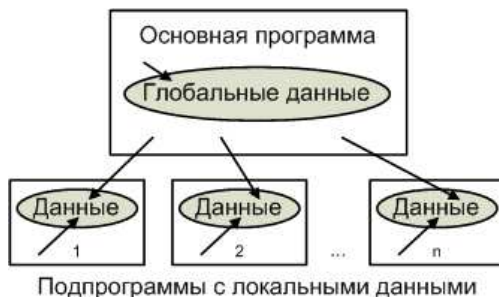 Основная программа
Глобальные данные
Данные Данные Данные
1 2 ... n
Подпрограммы с локальными данными